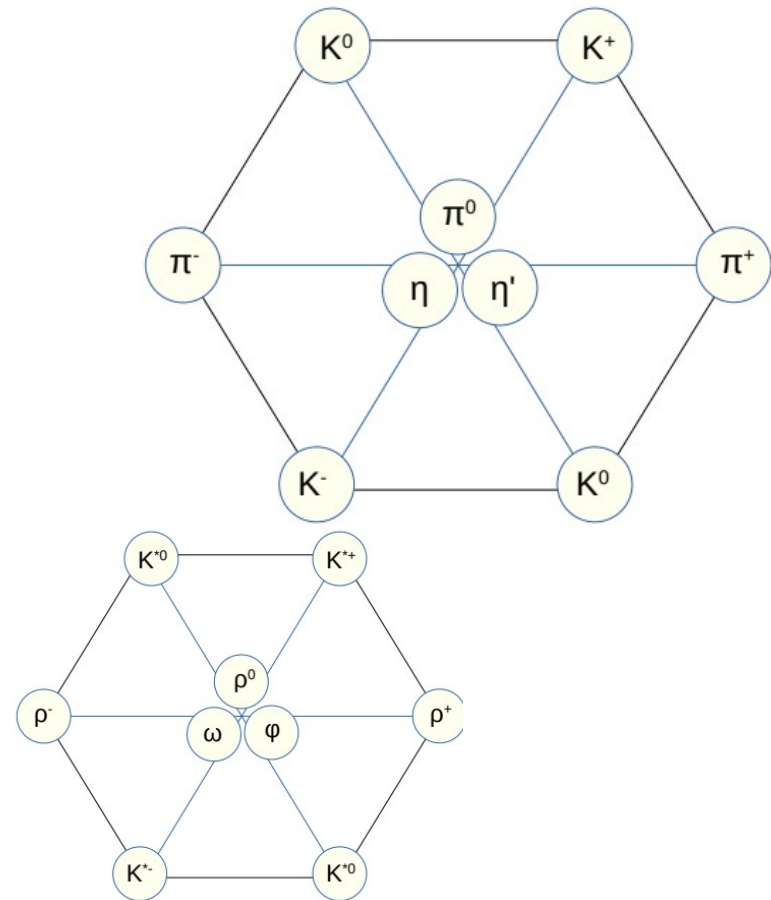 K⁰ K⁺
π⁰
π⁻ π⁺
η η'
K⁻ K⁰
K*⁰ K*⁺
ρ⁰
ρ⁻ ρ⁺
ω φ
K*⁻ K*⁰